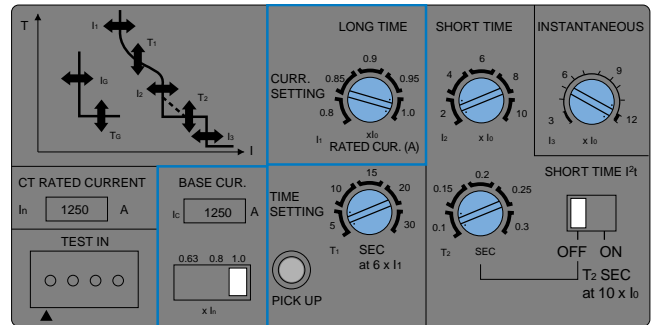 T
I₁
T₁
IG
I₂
T₂
TG
I₃
I
LONG TIME
CURR.
SETTING
0.8
0.85
0.9
0.95
1.0
I₁
xI₀
RATED CUR. (A)
SHORT TIME
2
4
6
8
10
I₂
x I₀
INSTANTANEOUS
3
6
9
12
I₃
x I₀
CT RATED CURRENT
In 1250 A
BASE CUR.
Ic 1250 A
TEST IN
0.63 0.8 1.0
x In
TIME
SETTING
5
10
15
20
30
T₁
SEC
at 6 x I₁
PICK UP
0.1
0.15
0.2
0.25
0.3
T₂
SEC
SHORT TIME I²t
OFF ON
T₂ SEC
at 10 x I₀